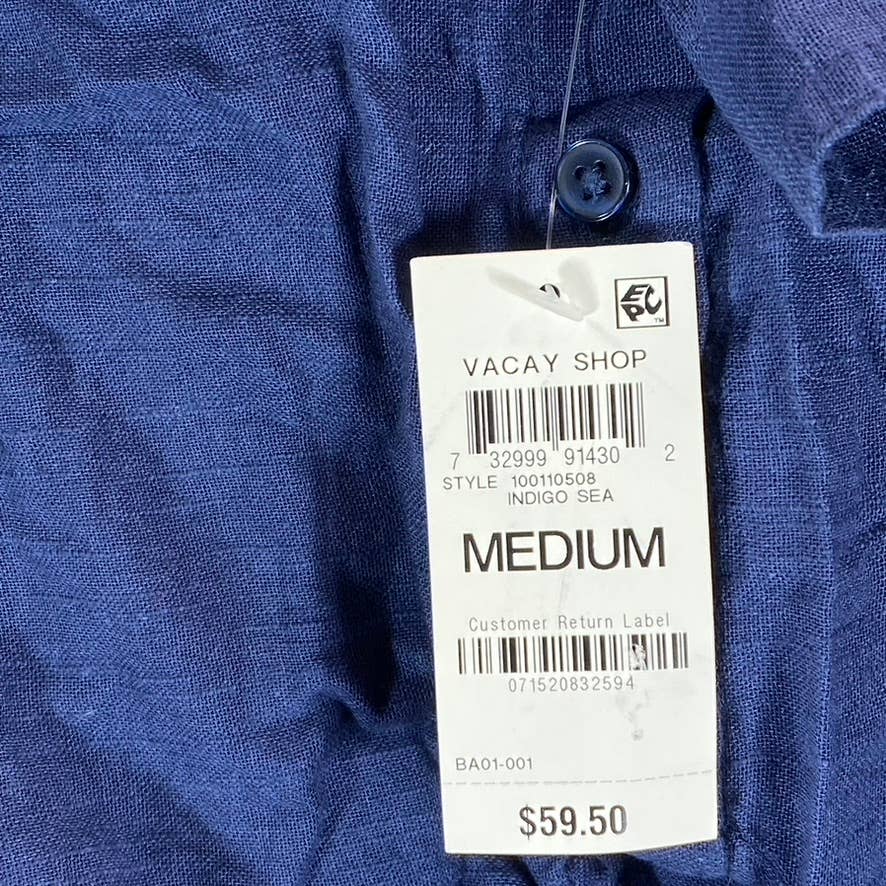 EPC™
VACAY SHOP
7 32999 91430 2
STYLE 100110508
INDIGO SEA
MEDIUM
Customer Return Label
071520832594
BA01-001
$59.50